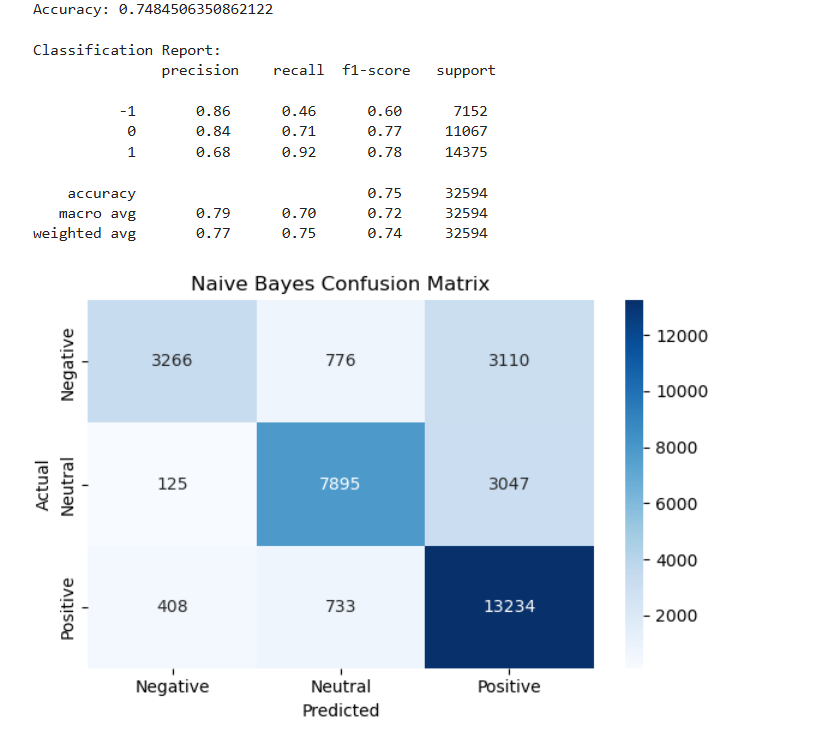 Accuracy: 0.7484506350862122
Classification Report:
precision recall f1-score support
-1 0.86 0.46 0.60 7152
0 0.84 0.71 0.77 11067
1 0.68 0.92 0.78 14375
accuracy 0.75 32594
macro avg 0.79 0.70 0.72 32594
weighted avg 0.77 0.75 0.74 32594
Naive Bayes Confusion Matrix
Actual
Negative 3266 776 3110
Neutral 125 7895 3047
Positive 408 733 13234
Negative Neutral Positive
Predicted
12000
10000
8000
6000
4000
2000